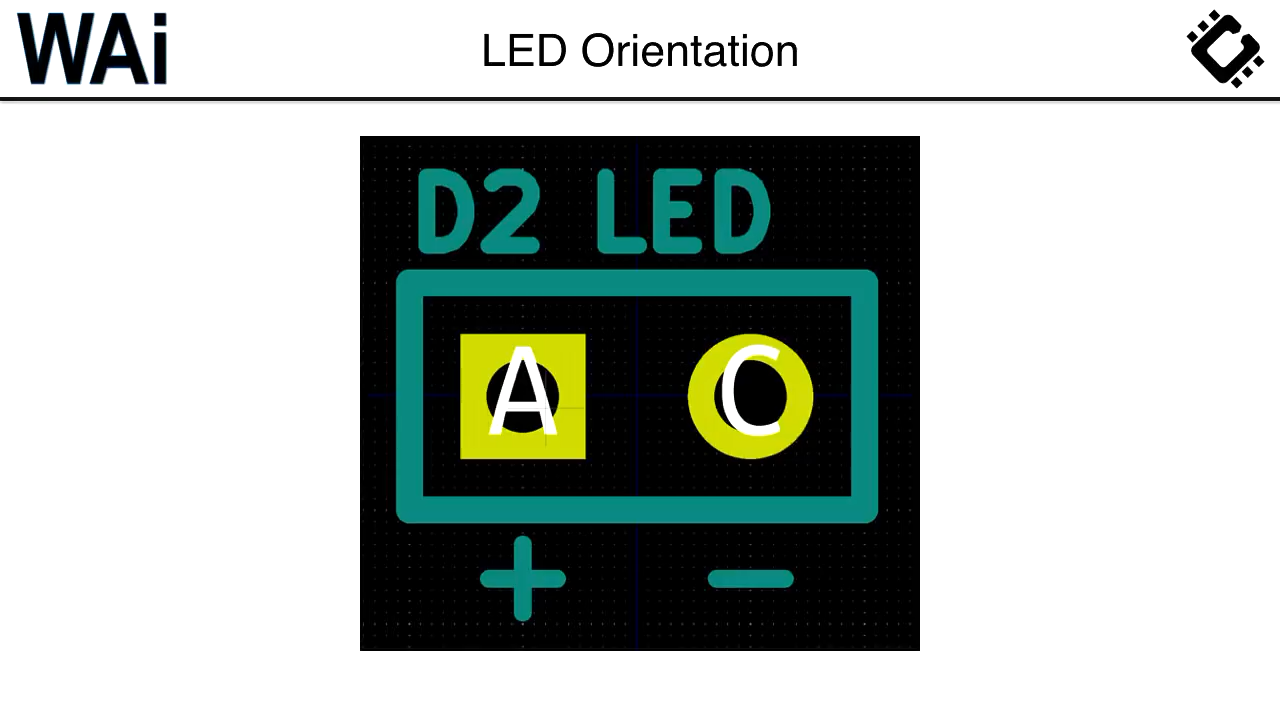 WAi
LED Orientation
D2 LED
A C
+ −